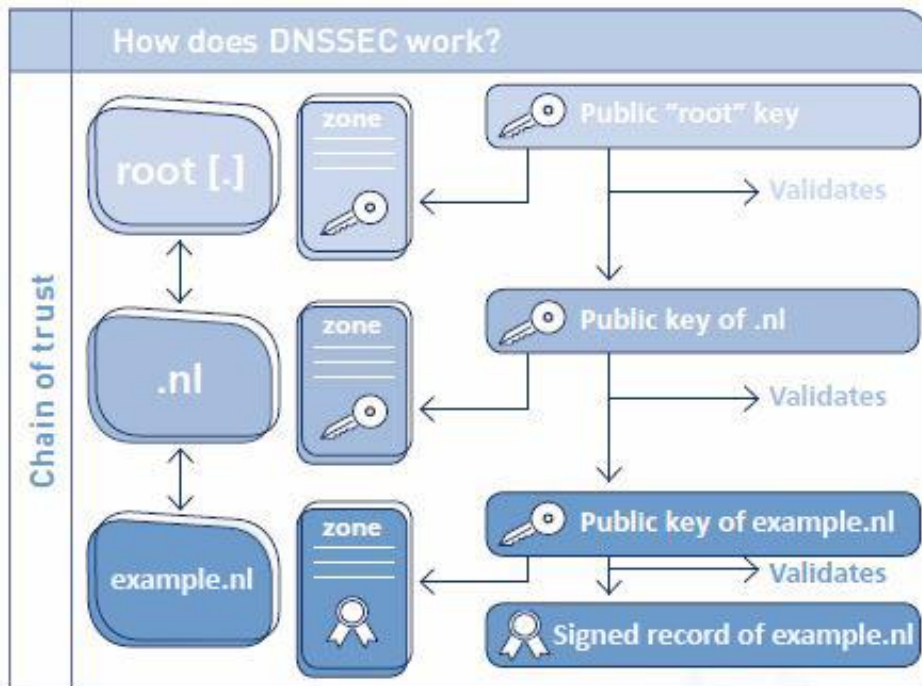 How does DNSSEC work?
Chain of trust
root [.]
zone
Public "root" key
Validates
.nl
zone
Public key of .nl
Validates
example.nl
zone
Public key of example.nl
Validates
Signed record of example.nl